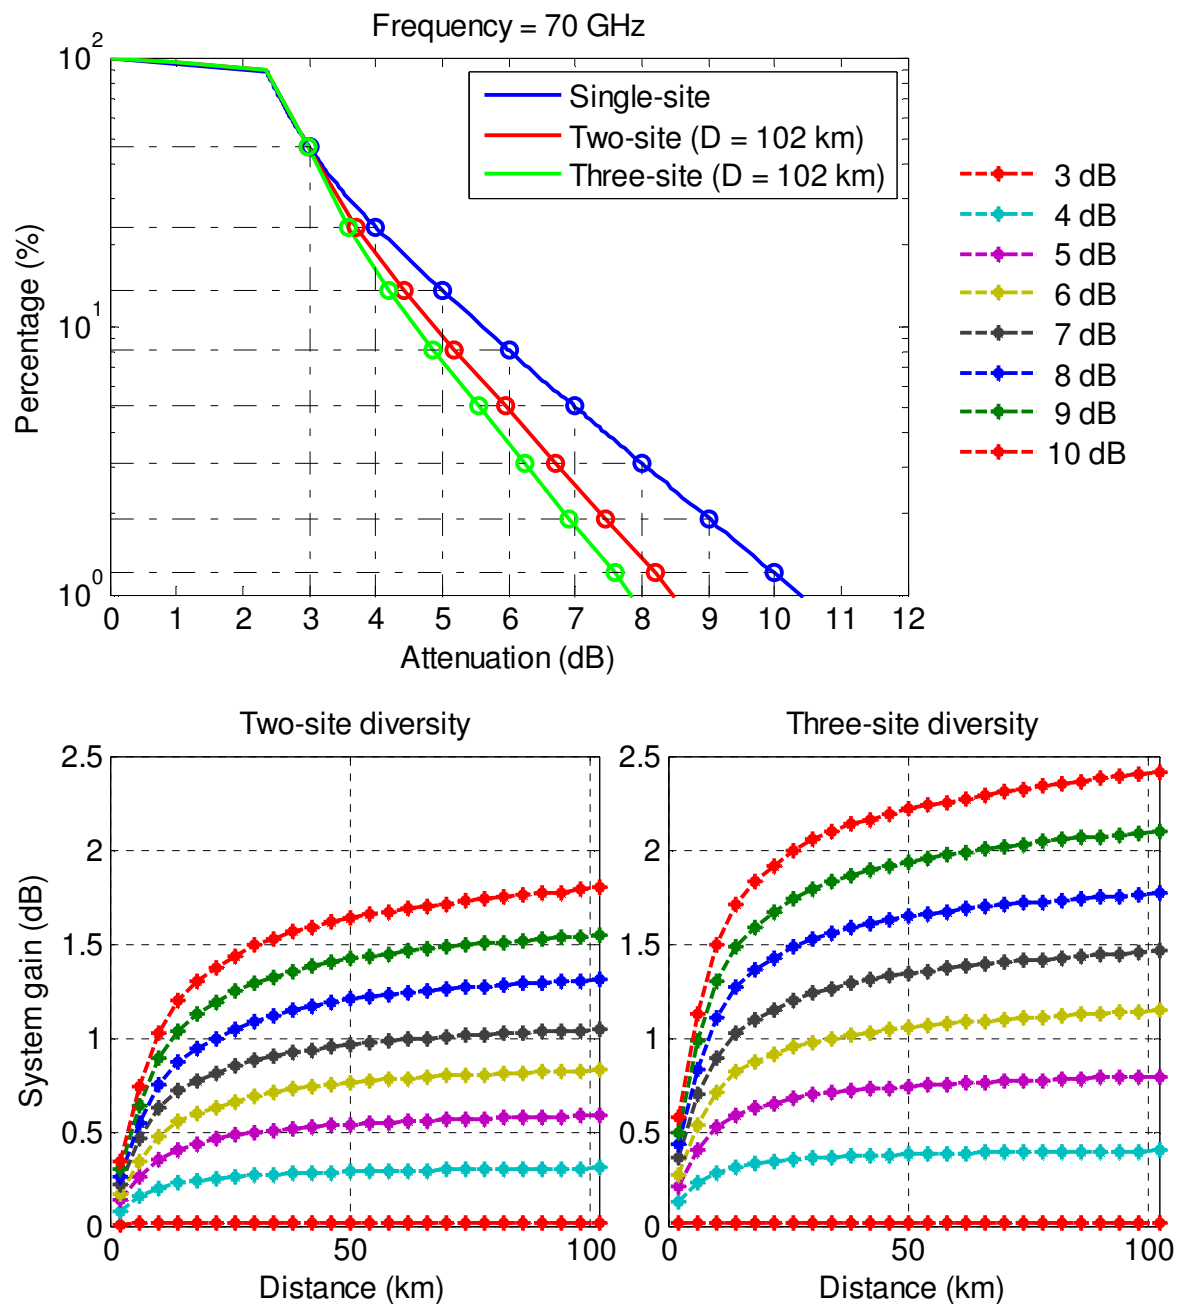 Frequency = 70 GHz
10^2
10^1
10^0
Percentage (%)
Single-site
Two-site (D = 102 km)
Three-site (D = 102 km)
0 1 2 3 4 5 6 7 8 9 10 11 12
Attenuation (dB)
3 dB
4 dB
5 dB
6 dB
7 dB
8 dB
9 dB
10 dB
Two-site diversity
2.5
2
1.5
1
0.5
0
System gain (dB)
0 50 100
Distance (km)
Three-site diversity
2.5
2
1.5
1
0.5
0
0 50 100
Distance (km)